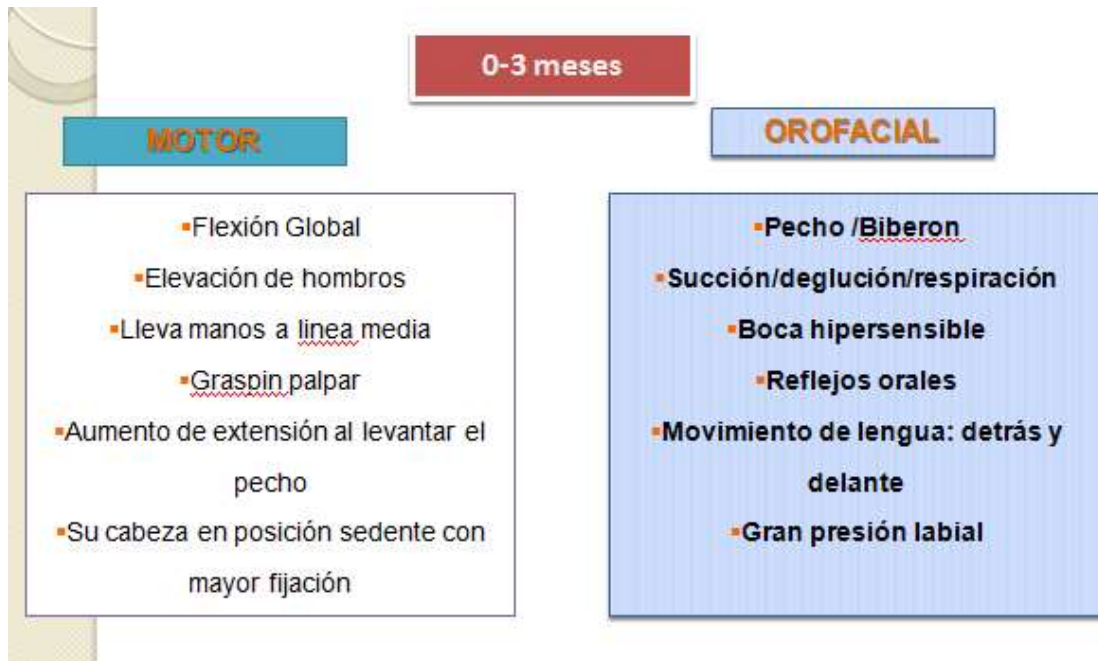 0-3 meses
MOTOR
▪Flexión Global
▪Elevación de hombros
▪Lleva manos a linea media
▪Graspin palpar
▪Aumento de extensión al levantar el
pecho
▪Su cabeza en posición sedente con
mayor fijación
OROFACIAL
▪Pecho /Biberon
▪Succión/deglución/respiración
▪Boca hipersensible
▪Reflejos orales
▪Movimiento de lengua: detrás y
delante
▪Gran presión labial